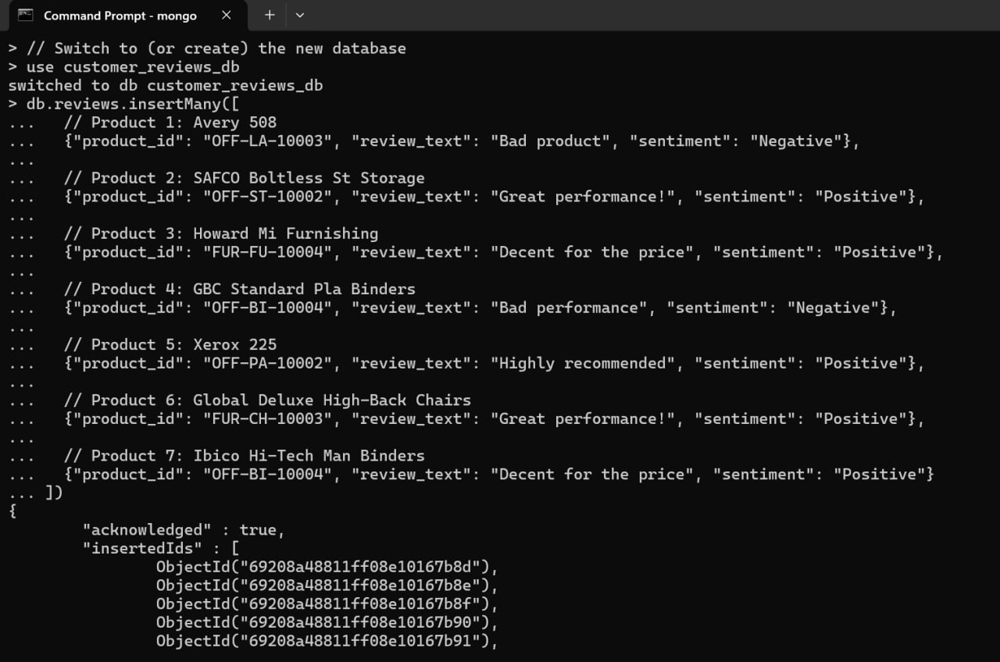 Command Prompt - mongo
> // Switch to (or create) the new database
> use customer_reviews_db
switched to db customer_reviews_db
> db.reviews.insertMany([
...   // Product 1: Avery 508
...   {"product_id": "OFF-LA-10003", "review_text": "Bad product", "sentiment": "Negative"},
...
...   // Product 2: SAFCO Boltless St Storage
...   {"product_id": "OFF-ST-10002", "review_text": "Great performance!", "sentiment": "Positive"},
...
...   // Product 3: Howard Mi Furnishing
...   {"product_id": "FUR-FU-10004", "review_text": "Decent for the price", "sentiment": "Positive"},
...
...   // Product 4: GBC Standard Pla Binders
...   {"product_id": "OFF-BI-10004", "review_text": "Bad performance", "sentiment": "Negative"},
...
...   // Product 5: Xerox 225
...   {"product_id": "OFF-PA-10002", "review_text": "Highly recommended", "sentiment": "Positive"},
...
...   // Product 6: Global Deluxe High-Back Chairs
...   {"product_id": "FUR-CH-10003", "review_text": "Great performance!", "sentiment": "Positive"},
...
...   // Product 7: Ibico Hi-Tech Man Binders
...   {"product_id": "OFF-BI-10004", "review_text": "Decent for the price", "sentiment": "Positive"}
... ])
{
        "acknowledged" : true,
        "insertedIds" : [
                ObjectId("69208a48811ff08e10167b8d"),
                ObjectId("69208a48811ff08e10167b8e"),
                ObjectId("69208a48811ff08e10167b8f"),
                ObjectId("69208a48811ff08e10167b90"),
                ObjectId("69208a48811ff08e10167b91"),